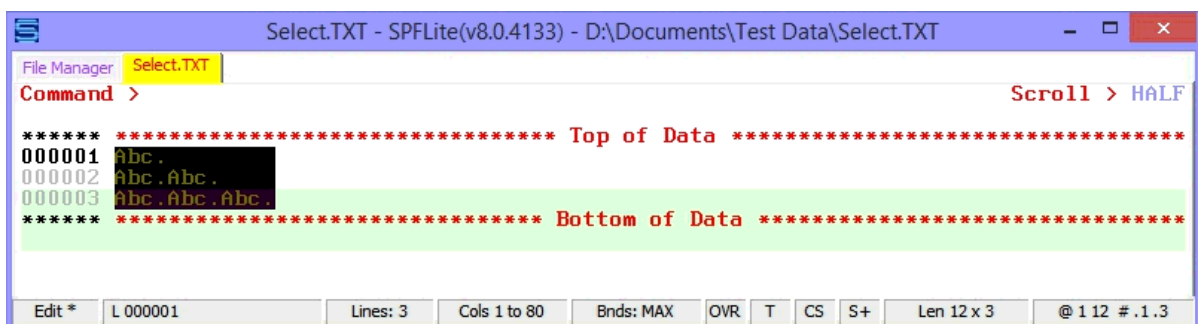 Select.TXT - SPFLite(v8.0.4133) - D:\Documents\Test Data\Select.TXT
File Manager Select.TXT
Command > Scroll > HALF
****** ********************************* Top of Data **********************************
000001 Abc.
000002 Abc.Abc.
000003 Abc.Abc.Abc.
****** ******************************** Bottom of Data ********************************
Edit * L 000001 Lines: 3 Cols 1 to 80 Bnds: MAX OVR T CS S+ Len 12 x 3 @ 1 12 # .1 .3